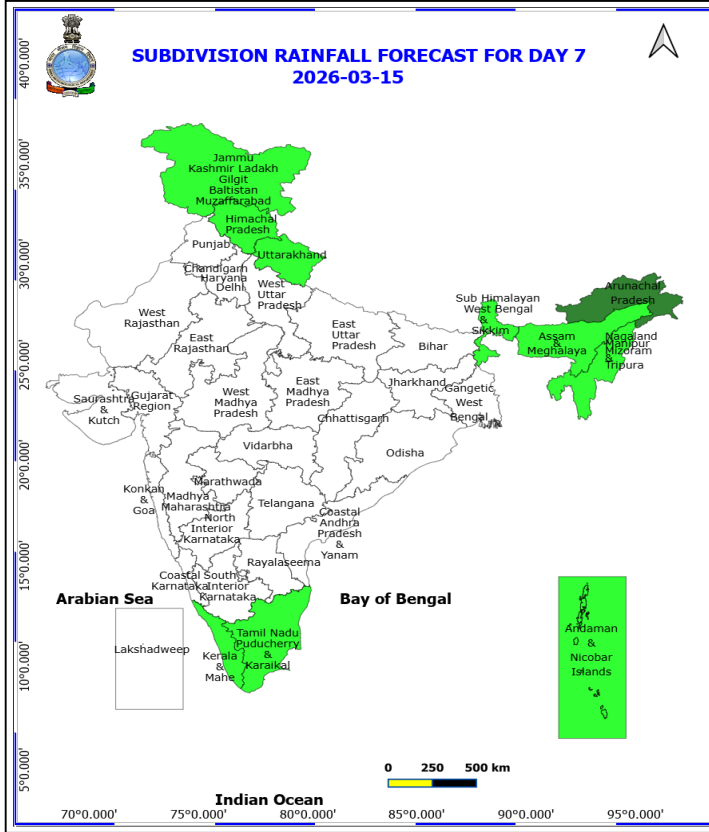 SUBDIVISION RAINFALL FORECAST FOR DAY 7
2026-03-15
40°0.000'
35°0.000'
30°0.000'
25°0.000'
20°0.000'
15°0.000'
10°0.000'
5°0.000'
Jammu
Kashmir Ladakh
Gilgit
Baltistan
Muzaffarabad
Himachal
Pradesh
Punjab
Uttarakhand
Chandigarh
Haryana
Delhi
West
Uttar
Pradesh
Arunachal
Pradesh
Sub Himalayan
West Bengal
&
Sikkim
West
Rajasthan
East
Rajasthan
East
Uttar
Pradesh
Bihar
Assam
&
Meghalaya
Nagaland
Manipur
Mizoram
&
Tripura
Saurashtra
&
Kutch
Gujarat
Region
West
Madhya
Pradesh
East
Madhya
Pradesh
Jharkhand
Gangetic
West
Bengal
Chhattisgarh
Vidarbha
Odisha
Konkan
&
Goa
Marathwada
Madhya
Maharashtra
North
Interior
Karnataka
Telangana
Coastal
Andhra
Pradesh
&
Yanam
Rayalaseema
Coastal
Karnataka
South
Interior
Karnataka
Arabian Sea
Bay of Bengal
Lakshadweep
Kerala
&
Mahe
Tamil Nadu
Puducherry
&
Karaikal
Andaman
&
Nicobar
Islands
0 250 500 km
Indian Ocean
70°0.000' 75°0.000' 80°0.000' 85°0.000' 90°0.000' 95°0.000'